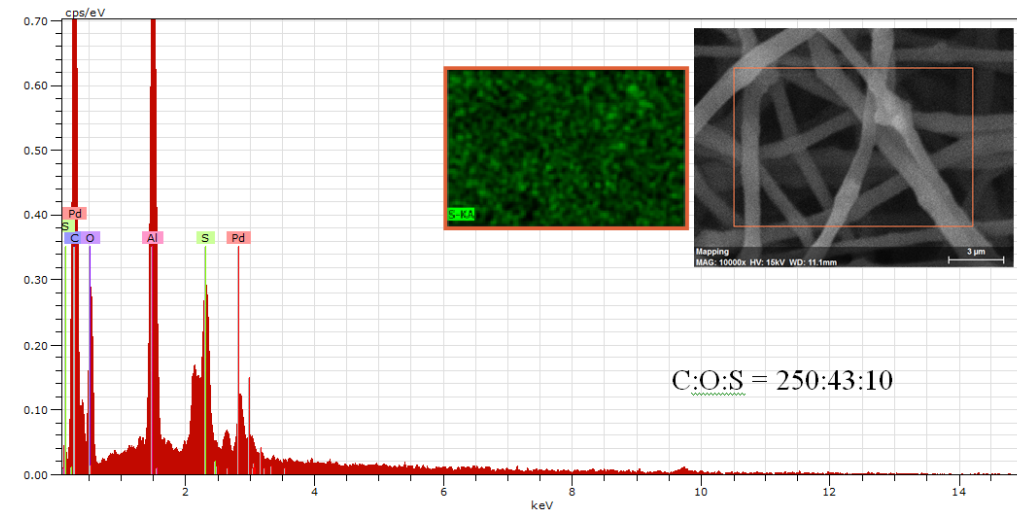 cps/eV
0.70
0.60
0.50
0.40
0.30
0.20
0.10
0.00
Pd
S
C O Al S Pd
S-KA
Mapping
MAG: 10000x HV: 15kV WD: 11.1mm
3 µm
C:O:S = 250:43:10
2 4 6 8 10 12 14
keV